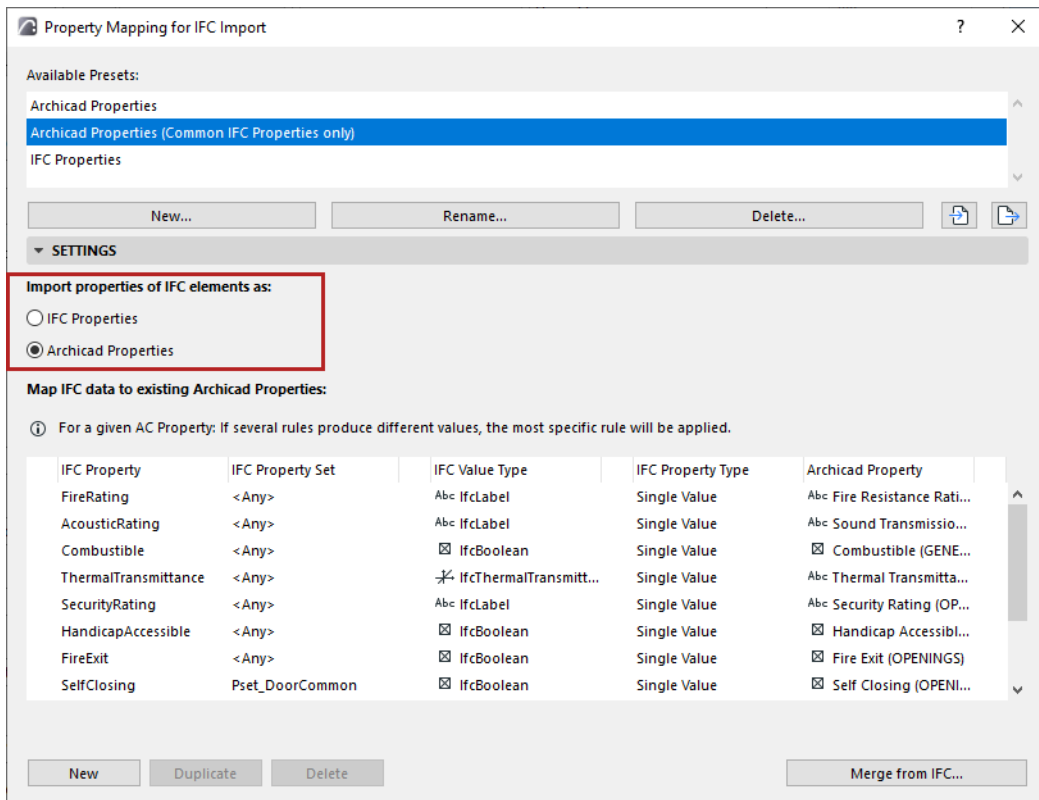 Property Mapping for IFC Import ?
Available Presets:
Archicad Properties
Archicad Properties (Common IFC Properties only)
IFC Properties
New... Rename... Delete...
SETTINGS
Import properties of IFC elements as:
IFC Properties
Archicad Properties
Map IFC data to existing Archicad Properties:
For a given AC Property: If several rules produce different values, the most specific rule will be applied.
IFC Property IFC Property Set IFC Value Type IFC Property Type Archicad Property
FireRating <Any> Abc IfcLabel Single Value Abc Fire Resistance Rati...
AcousticRating <Any> Abc IfcLabel Single Value Abc Sound Transmissio...
Combustible <Any> IfcBoolean Single Value Combustible (GENE...
ThermalTransmittance <Any> IfcThermalTransmitt... Single Value Abc Thermal Transmitta...
SecurityRating <Any> Abc IfcLabel Single Value Abc Security Rating (OP...
HandicapAccessible <Any> IfcBoolean Single Value Handicap Accessibl...
FireExit <Any> IfcBoolean Single Value Fire Exit (OPENINGS)
SelfClosing Pset_DoorCommon IfcBoolean Single Value Self Closing (OPENI...
New Duplicate Delete Merge from IFC...